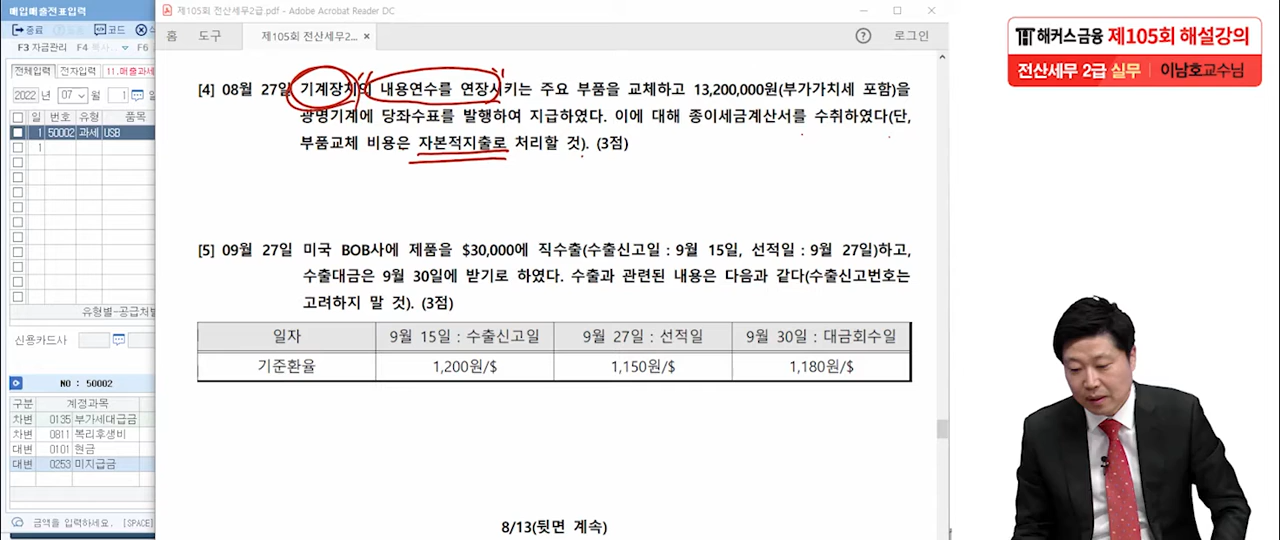 매입매출전표입력
제105회 전산세무2급.pdf - Adobe Acrobat Reader DC
종료 코드
F3 자금관리 F4 F6
홈 도구 제105회 전산세무2... × 로그인
전체입력 전자입력 11.매출과세
2022 년 07 월 1
일 번호 유형 품목
1 50002 과세 USB
1
유형별-공급처별
신용카드사
NO : 50002
구분 계정과목
차변 0135 부가세대급금
차변 0811 복리후생비
대변 0101 현금
대변 0253 미지급금
금액을 입력하세요. [SPACE]
[4] 08월 27일 기계장치의 내용연수를 연장시키는 주요 부품을 교체하고 13,200,000원(부가가치세 포함)을
광명기계에 당좌수표를 발행하여 지급하였다. 이에 대해 종이세금계산서를 수취하였다(단,
부품교체 비용은 자본적지출로 처리할 것). (3점)
[5] 09월 27일 미국 BOB사에 제품을 $30,000에 직수출(수출신고일 : 9월 15일, 선적일 : 9월 27일)하고,
수출대금은 9월 30일에 받기로 하였다. 수출과 관련된 내용은 다음과 같다(수출신고번호는
고려하지 말 것). (3점)
일자 9월 15일 : 수출신고일 9월 27일 : 선적일 9월 30일 : 대금회수일
기준환율 1,200원/$ 1,150원/$ 1,180원/$
8/13(뒷면 계속)
해커스금융 제105회 해설강의
전산세무 2급 실무 이남호교수님